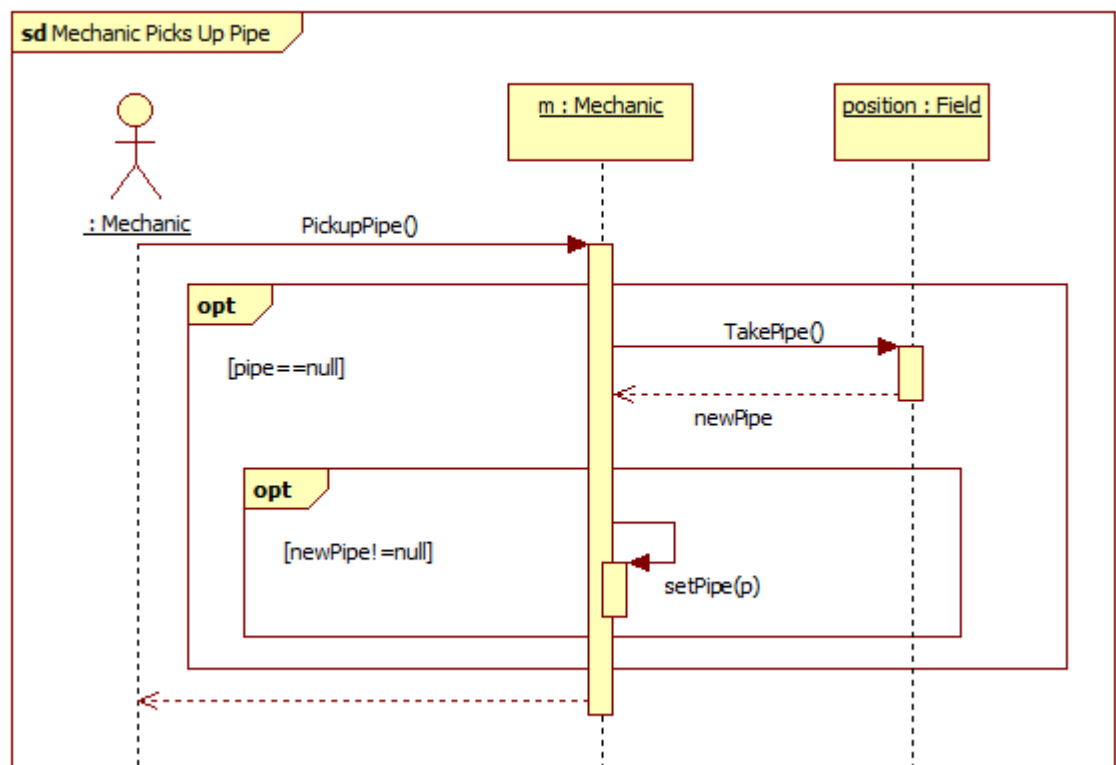 sd Mechanic Picks Up Pipe
m : Mechanic
position : Field
: Mechanic
PickupPipe()
opt
TakePipe()
[pipe==null]
newPipe
opt
[newPipe!=null]
setPipe(p)